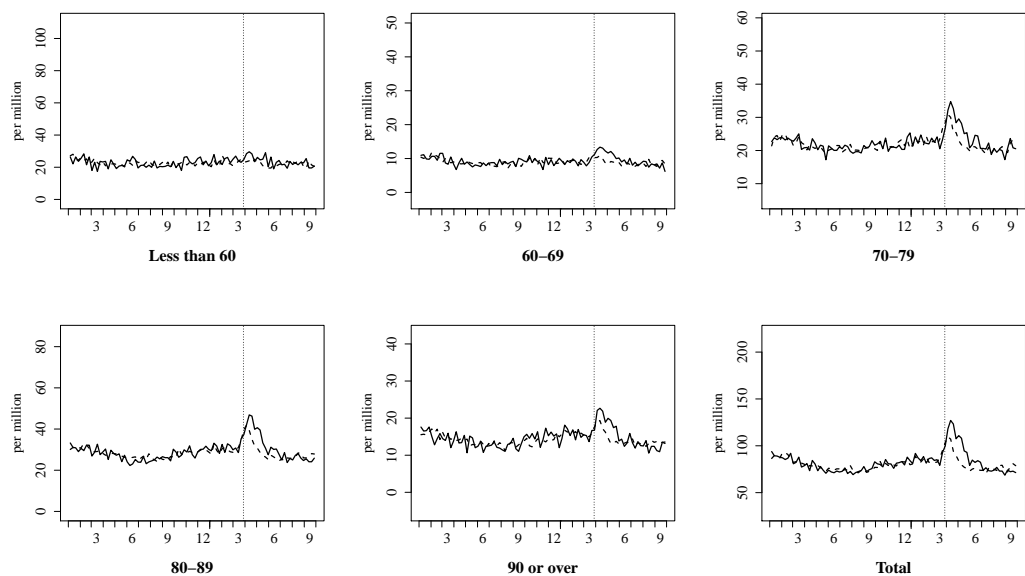 per million
0 20 40 60 80 100
3 6 9 12 3 6 9
Less than 60
per million
0 10 20 30 40 50
3 6 9 12 3 6 9
60–69
per million
10 20 30 40 50 60
3 6 9 12 3 6 9
70–79
per million
0 20 40 60 80
3 6 9 12 3 6 9
80–89
per million
0 10 20 30 40
3 6 9 12 3 6 9
90 or over
per million
50 100 150 200
3 6 9 12 3 6 9
Total